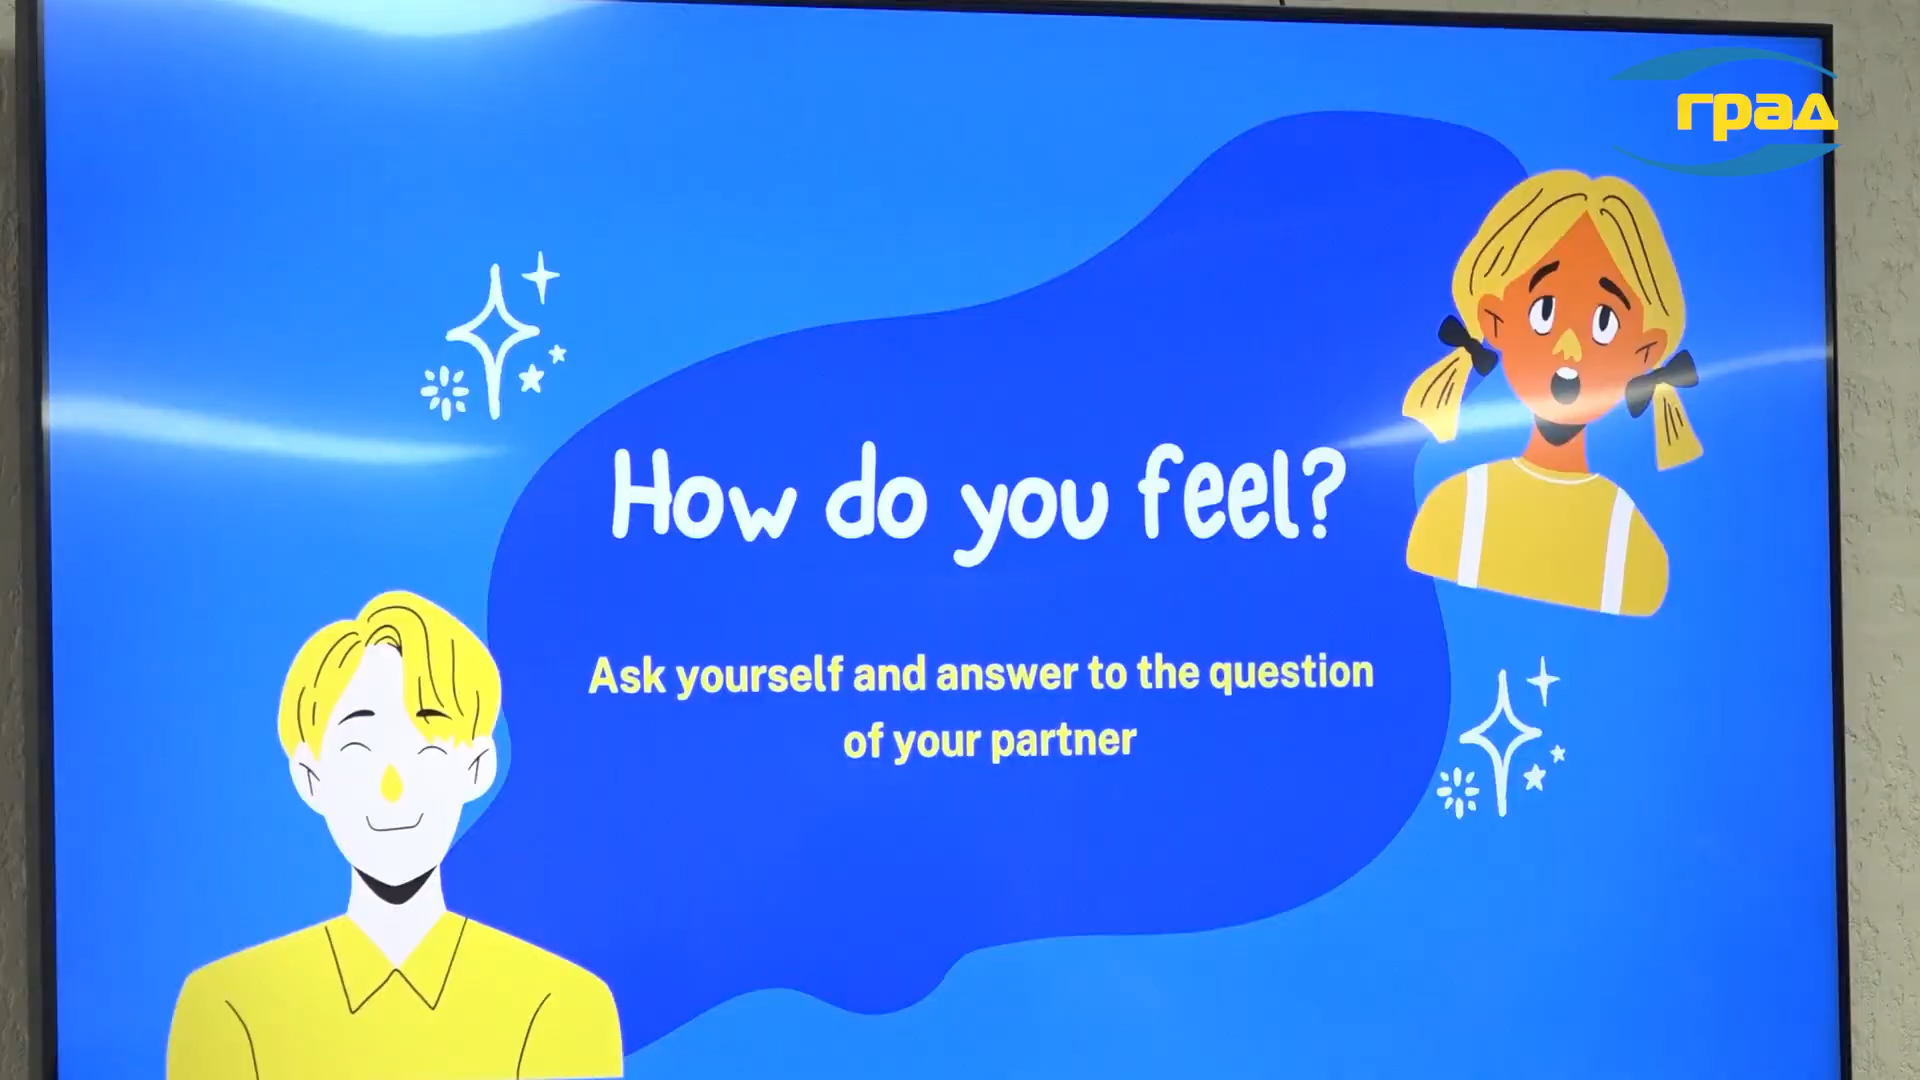 град
How do you feel?
Ask yourself and answer to the question
of your partner